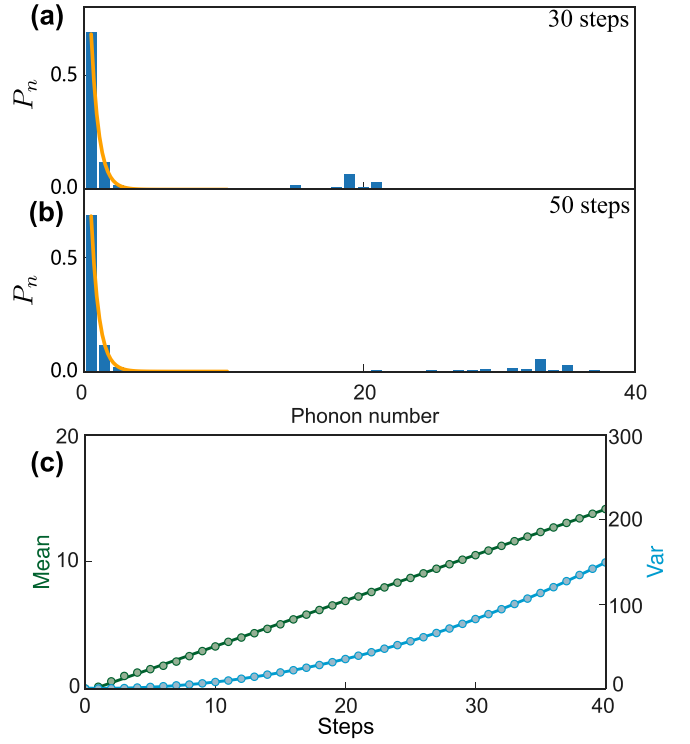 (a)
30 steps
0.5
P_n
0.0
(b)
50 steps
0.5
P_n
0.0
0 20 40
Phonon number
(c)
20 300
200
Mean 10 Var
100
0 0
0 10 20 30 40
Steps